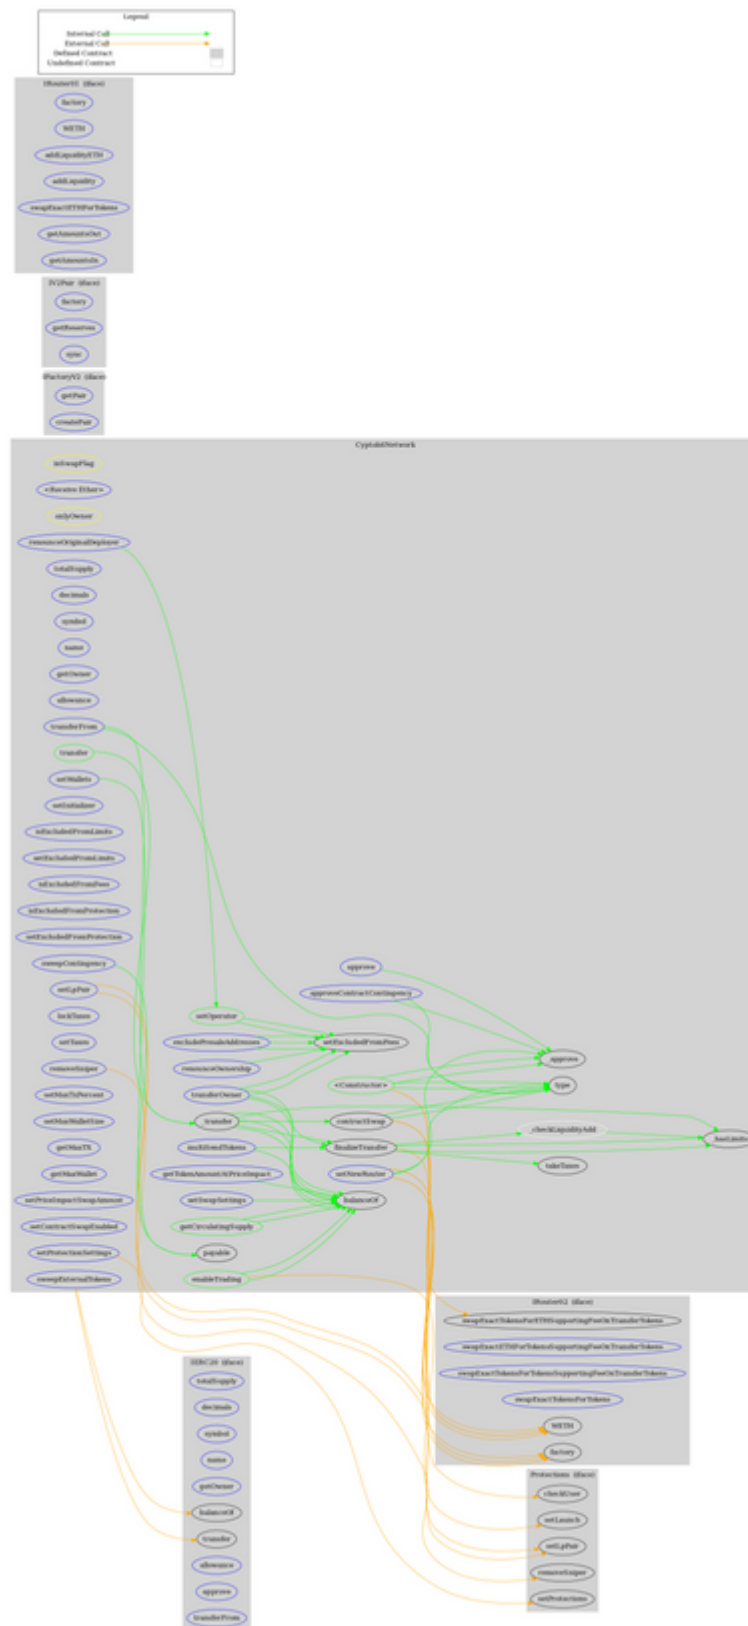 Legend
Internal Call
External Call
Defined Contract
Undefined Contract
IRouter01 (iface)
factory
WETH
addLiquidityETH
addLiquidity
swapExactETHForTokens
getAmountsOut
getAmountsIn
IV2Pair (iface)
factory
getReserves
sync
IFactoryV2 (iface)
getPair
createPair
inSwapFlag
<Receive Ether>
onlyOwner
renounceOriginalDeployer
totalSupply
decimals
symbol
name
getOwner
allowance
transferFrom
transfer
setWallets
setInitializer
isExcludedFromLimits
setExcludedFromLimits
isExcludedFromFees
isExcludedFromProtection
setExcludedFromProtection
sweepContingency
setLpPair
lockTaxes
setTaxes
removeSniper
setMaxTxPercent
setMaxWalletSize
getMaxTX
getMaxWallet
setPriceImpactSwapAmount
setContractSwapEnabled
setProtectionSettings
sweepExternalTokens
approve
approveContractContingency
setOperator
excludePresaleAddresses
setExcludedFromFees
renounceOwnership
approve
<Constructor>
type
transferOwner
transfer
contractSwap
checkLiquidityAdd
hasLimits
multiSendTokens
finalizeTransfer
takeTaxes
getTokenAmountAtPriceImpact
setNewRouter
setSwapSettings
balanceOf
getCirculatingSupply
payable
enableTrading
IRouter02 (iface)
swapExactTokensForETHSupportingFeeOnTransferTokens
swapExactETHForTokensSupportingFeeOnTransferTokens
swapExactTokensForTokensSupportingFeeOnTransferTokens
swapExactTokensForTokens
WETH
factory
IERC20 (iface)
totalSupply
decimals
symbol
name
getOwner
balanceOf
transfer
allowance
approve
transferFrom
Protections (iface)
checkUser
setLaunch
setLpPair
removeSniper
setProtections